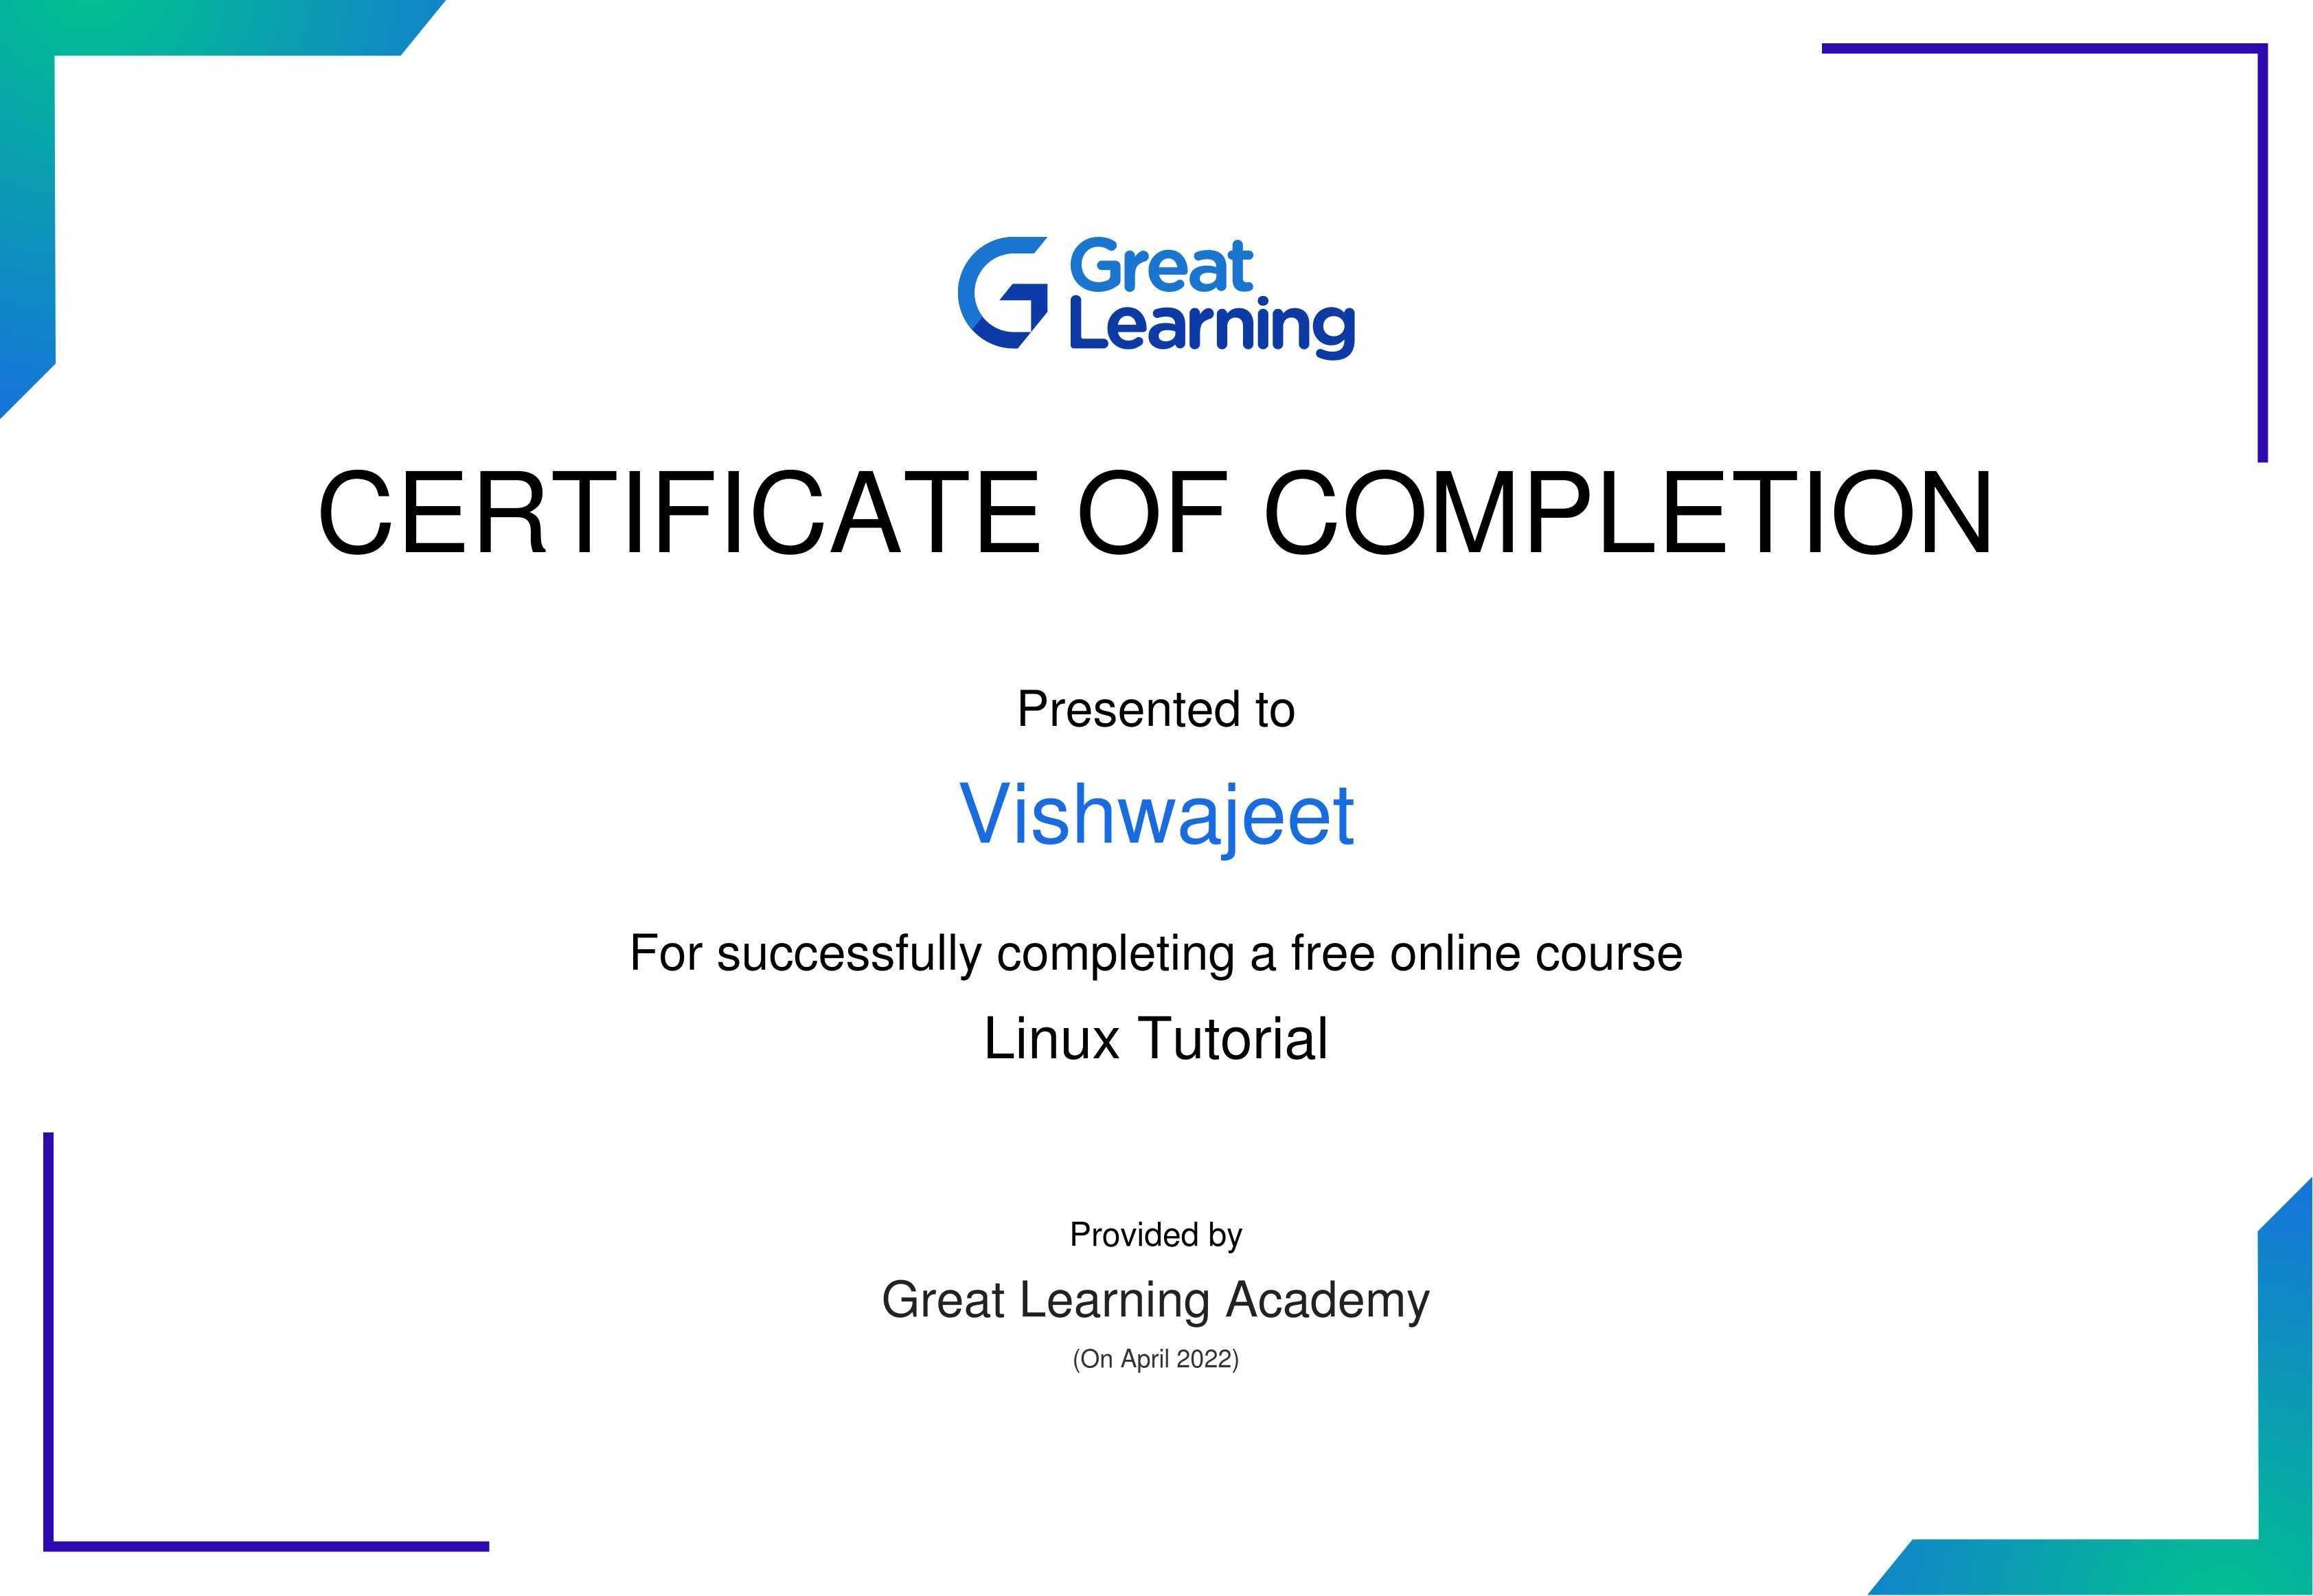 Great
Learning
CERTIFICATE OF COMPLETION
Presented to
Vishwajeet
For successfully completing a free online course
Linux Tutorial
Provided by
Great Learning Academy
(On April 2022)